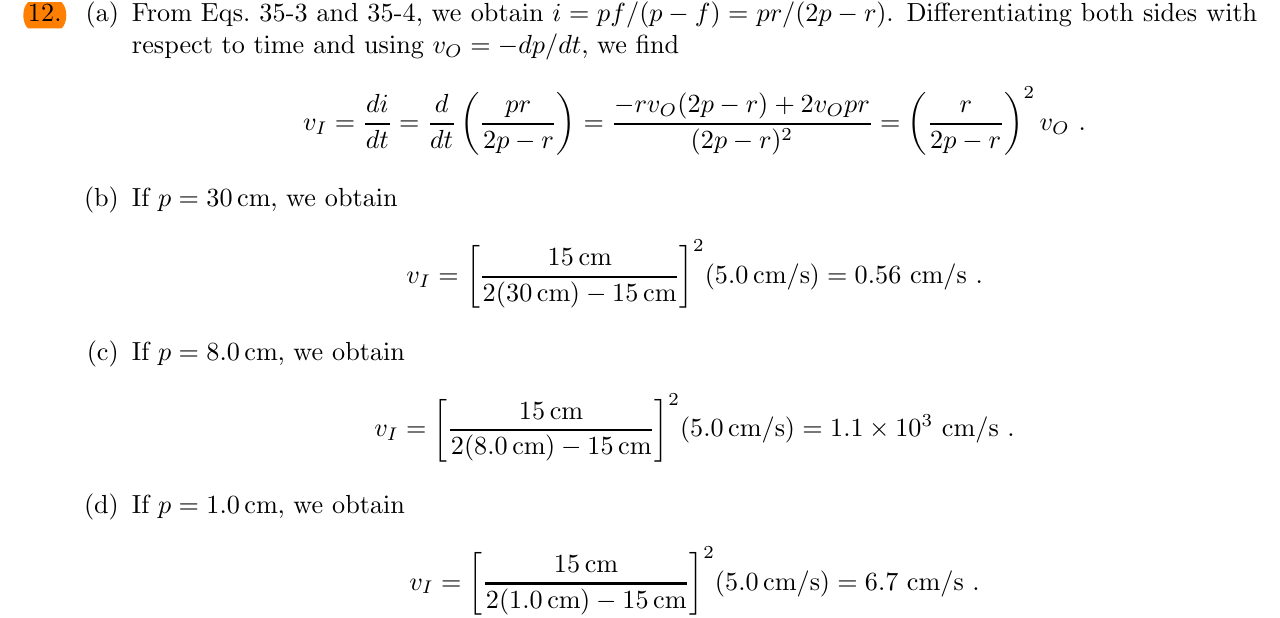 12. (a) From Eqs. 35-3 and 35-4, we obtain i = pf/(p − f) = pr/(2p − r). Differentiating both sides with
respect to time and using v_O = −dp/dt, we find
v_I = di/dt = d/dt (pr/(2p − r)) = (−rv_O(2p − r) + 2v_O pr)/(2p − r)² = (r/(2p − r))² v_O .
(b) If p = 30 cm, we obtain
v_I = [15 cm/(2(30 cm) − 15 cm)]² (5.0 cm/s) = 0.56 cm/s .
(c) If p = 8.0 cm, we obtain
v_I = [15 cm/(2(8.0 cm) − 15 cm)]² (5.0 cm/s) = 1.1 × 10³ cm/s .
(d) If p = 1.0 cm, we obtain
v_I = [15 cm/(2(1.0 cm) − 15 cm)]² (5.0 cm/s) = 6.7 cm/s .